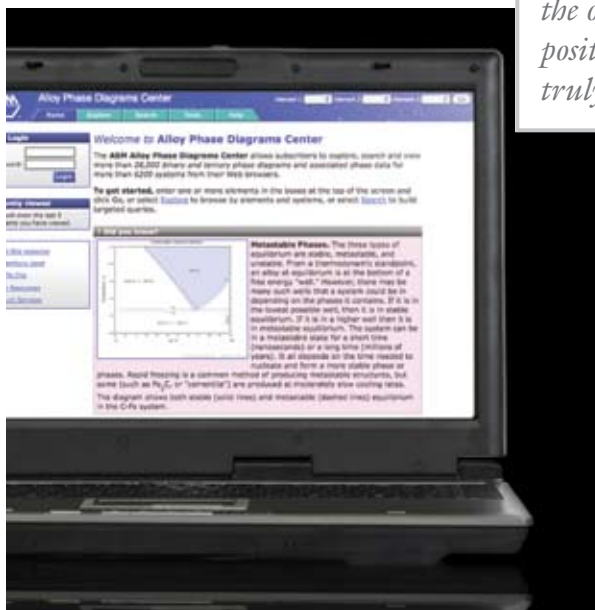 the
posit
truly
Alloy Phase Diagrams Center
Home Explore Search Tools Help
Login
Login
Welcome to Alloy Phase Diagrams Center
The ASM Alloy Phase Diagrams Center allows subscribers to explore, search and view
more than 26,000 binary and ternary phase diagrams and associated phase data for
more than 6200 systems from their Web browsers.
To get started, enter one or more elements in the boxes at the top of the screen and
click Go, or select Explore to browse by elements and systems, or select Search to build
targeted queries.
Did you know?
Metastable Phases. The three types of
equilibrium are stable, metastable, and
unstable. From a thermodynamic standpoint,
an alloy at equilibrium is at the bottom of a
free energy "well." However, there may be
many such wells that a system could be in
depending on the phases it contains. If it is in
the lowest possible well, then it is in stable
equilibrium. If it is in a higher well then it is
in metastable equilibrium. The system can be
in a metastable state for a short time
(nanoseconds) or a long time (millions of
years). It all depends on the time needed to
nucleate and form a more stable phase or
phases. Rapid freezing is a common method of producing metastable structures, but
some (such as Fe3C, or "cementite") are produced at moderately slow cooling rates.
The diagram shows both stable (solid lines) and metastable (dashed lines) equilibrium
in the C-Fe system.